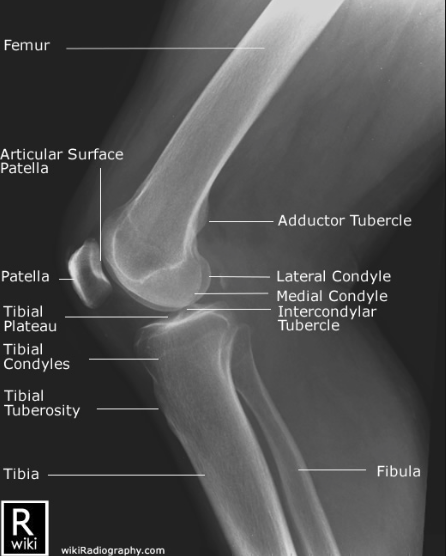 Femur
Articular Surface
Patella
Adductor Tubercle
Patella
Lateral Condyle
Medial Condyle
Intercondylar
Tubercle
Tibial
Plateau
Tibial
Condyles
Tibial
Tuberosity
Tibia
Fibula
R
wiki
wikiRadiography.com